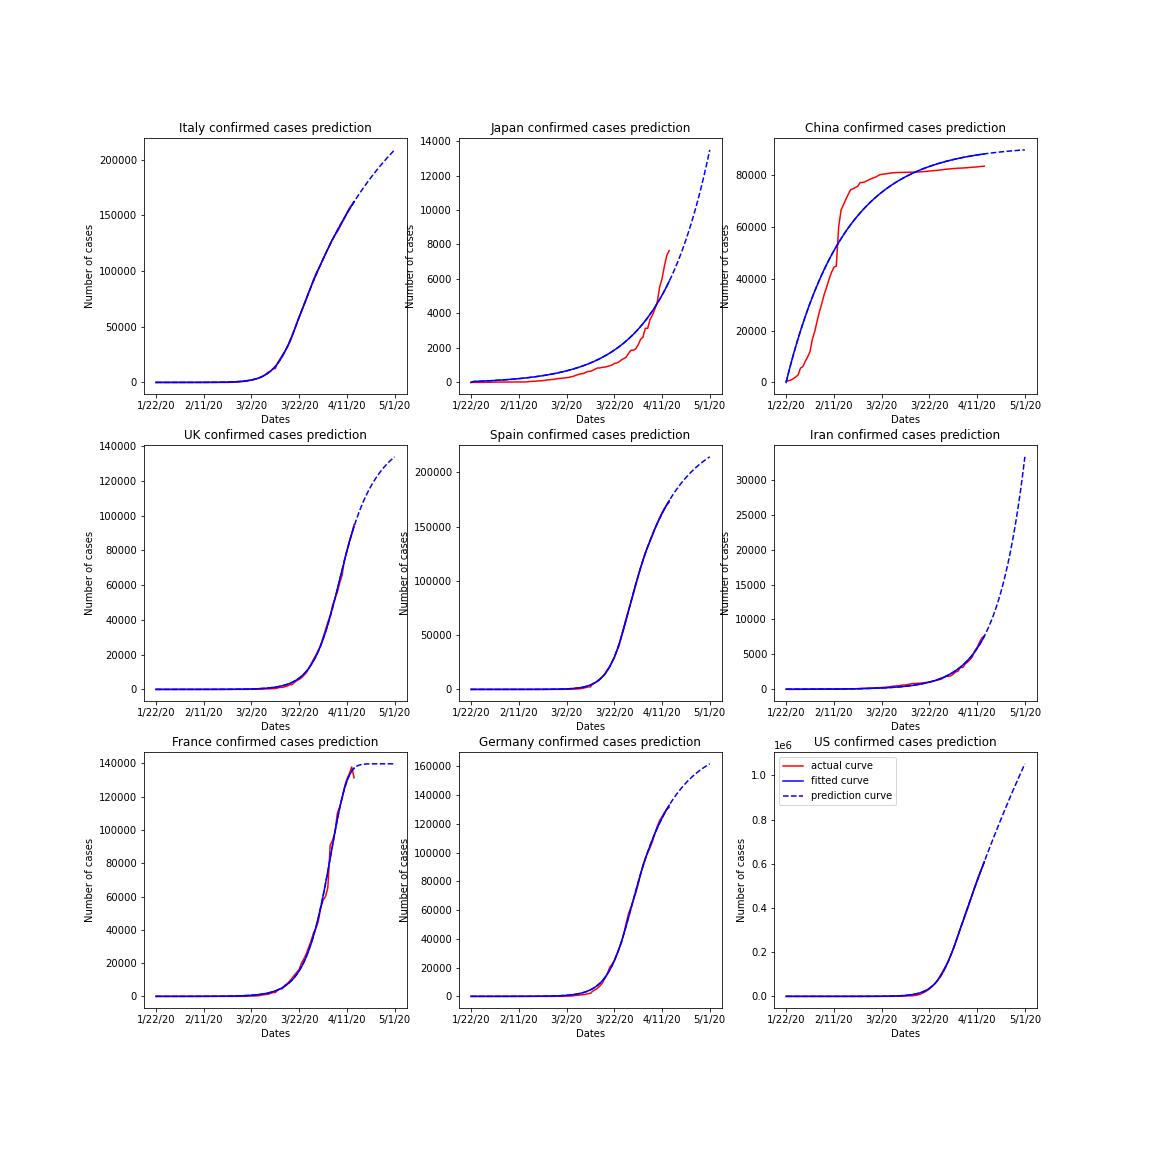 Italy confirmed cases prediction
Number of cases
200000
150000
100000
50000
0
1/22/20 2/11/20 3/2/20 3/22/20 4/11/20 5/1/20
Dates
Japan confirmed cases prediction
Number of cases
14000
12000
10000
8000
6000
4000
2000
0
1/22/20 2/11/20 3/2/20 3/22/20 4/11/20 5/1/20
Dates
China confirmed cases prediction
Number of cases
80000
60000
40000
20000
0
1/22/20 2/11/20 3/2/20 3/22/20 4/11/20 5/1/20
Dates
UK confirmed cases prediction
Number of cases
140000
120000
100000
80000
60000
40000
20000
0
1/22/20 2/11/20 3/2/20 3/22/20 4/11/20 5/1/20
Dates
Spain confirmed cases prediction
Number of cases
200000
150000
100000
50000
0
1/22/20 2/11/20 3/2/20 3/22/20 4/11/20 5/1/20
Dates
Iran confirmed cases prediction
Number of cases
30000
25000
20000
15000
10000
5000
0
1/22/20 2/11/20 3/2/20 3/22/20 4/11/20 5/1/20
Dates
France confirmed cases prediction
Number of cases
140000
120000
100000
80000
60000
40000
20000
0
1/22/20 2/11/20 3/2/20 3/22/20 4/11/20 5/1/20
Dates
Germany confirmed cases prediction
Number of cases
160000
140000
120000
100000
80000
60000
40000
20000
0
1/22/20 2/11/20 3/2/20 3/22/20 4/11/20 5/1/20
Dates
US confirmed cases prediction
1e6
actual curve
fitted curve
prediction curve
Number of cases
1.0
0.8
0.6
0.4
0.2
0.0
1/22/20 2/11/20 3/2/20 3/22/20 4/11/20 5/1/20
Dates